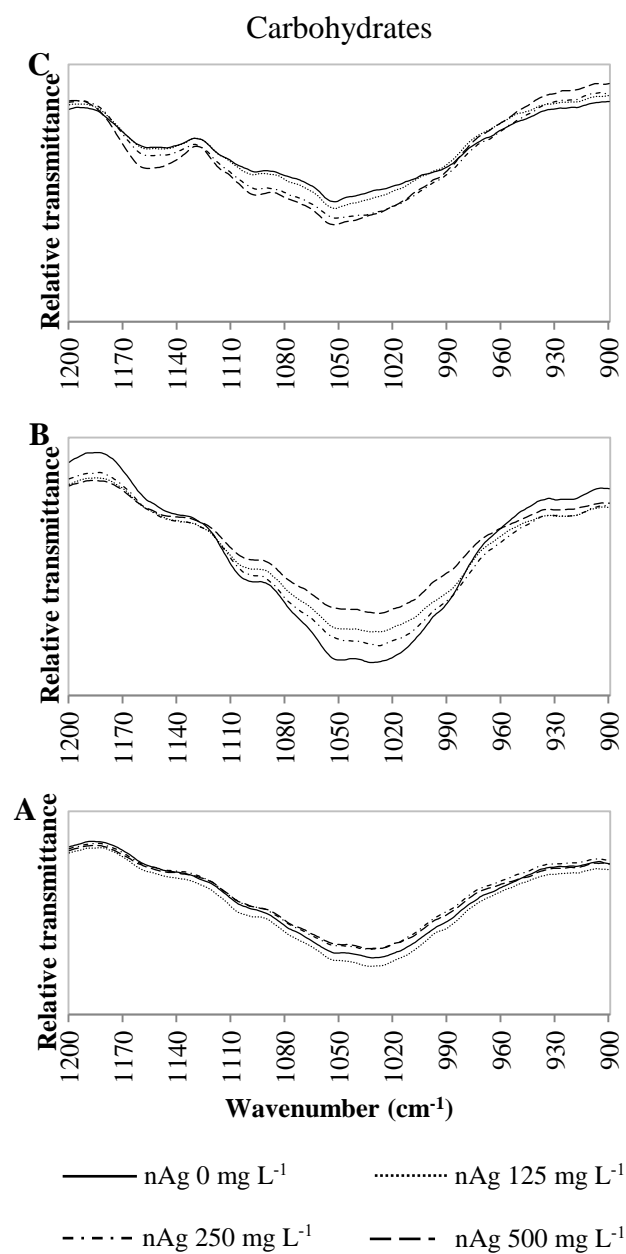 Carbohydrates
C
Relative transmittance
1200 1170 1140 1110 1080 1050 1020 990 960 930 900
B
Relative transmittance
1200 1170 1140 1110 1080 1050 1020 990 960 930 900
A
Relative transmittance
1200 1170 1140 1110 1080 1050 1020 990 960 930 900
Wavenumber (cm⁻¹)
nAg 0 mg L⁻¹ nAg 125 mg L⁻¹
nAg 250 mg L⁻¹ nAg 500 mg L⁻¹